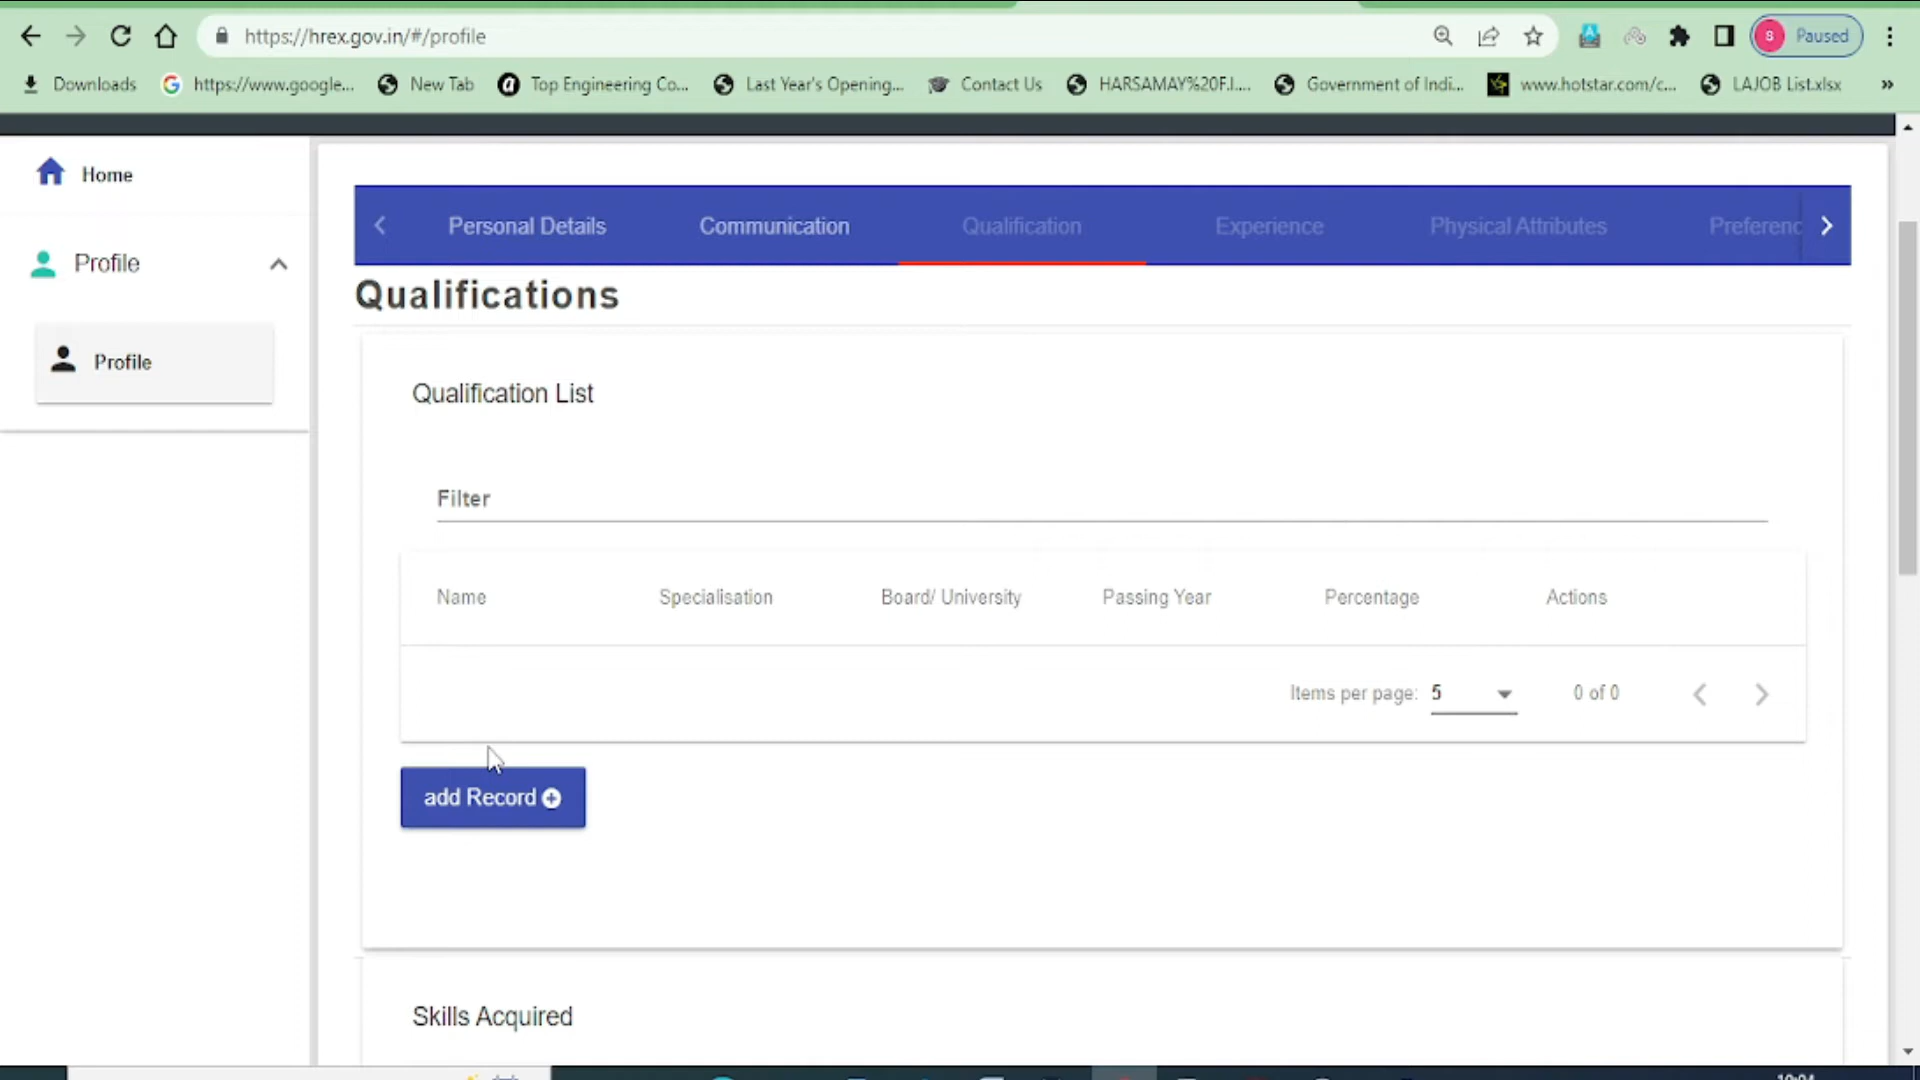 https://hrex.gov.in/#/profile
S Paused
Downloads https://www.google... New Tab Top Engineering Co... Last Year's Opening... Contact Us HARSAMAY%20F.I.... Government of Indi... www.hotstar.com/c... LAJOB List.xlsx »
Home
Profile
Profile
Personal Details Communication Qualification Experience Physical Attributes Preferenc
Qualifications
Qualification List
Filter
Name Specialisation Board/ University Passing Year Percentage Actions
Items per page: 5 0 of 0
add Record
Skills Acquired